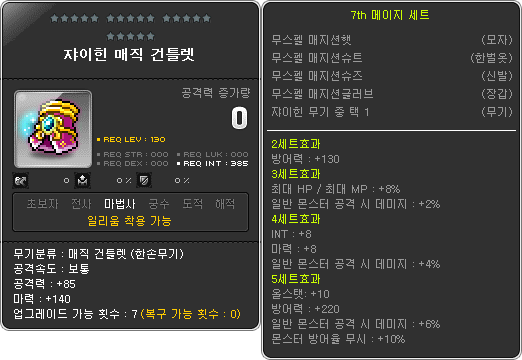 쟈이힌 매직 건틀렛
공격력 증가량
0
REQ LEV : 130
REQ STR : 000
REQ LUK : 000
REQ DEX : 000
REQ INT : 385
0 0 % 0 %
초보자 전사 마법사 궁수 도적 해적
일리움 착용 가능
무기분류 : 매직 건틀렛 (한손무기)
공격속도 : 보통
공격력 : +85
마력 : +140
업그레이드 가능 횟수 : 7 (복구 가능 횟수 : 0)
7th 메이지 세트
무스펠 매지션햇 (모자)
무스펠 매지션슈트 (한벌옷)
무스펠 매지션슈즈 (신발)
무스펠 매지션글러브 (장갑)
쟈이힌 무기 중 택 1 (무기)
2세트효과
방어력 : +130
3세트효과
최대 HP / 최대 MP : +8%
일반 몬스터 공격 시 데미지 : +2%
4세트효과
INT : +8
마력 : +8
일반 몬스터 공격 시 데미지 : +4%
5세트효과
올스탯: +10
방어력 : +220
일반 몬스터 공격 시 데미지 : +6%
몬스터 방어율 무시 : +10%